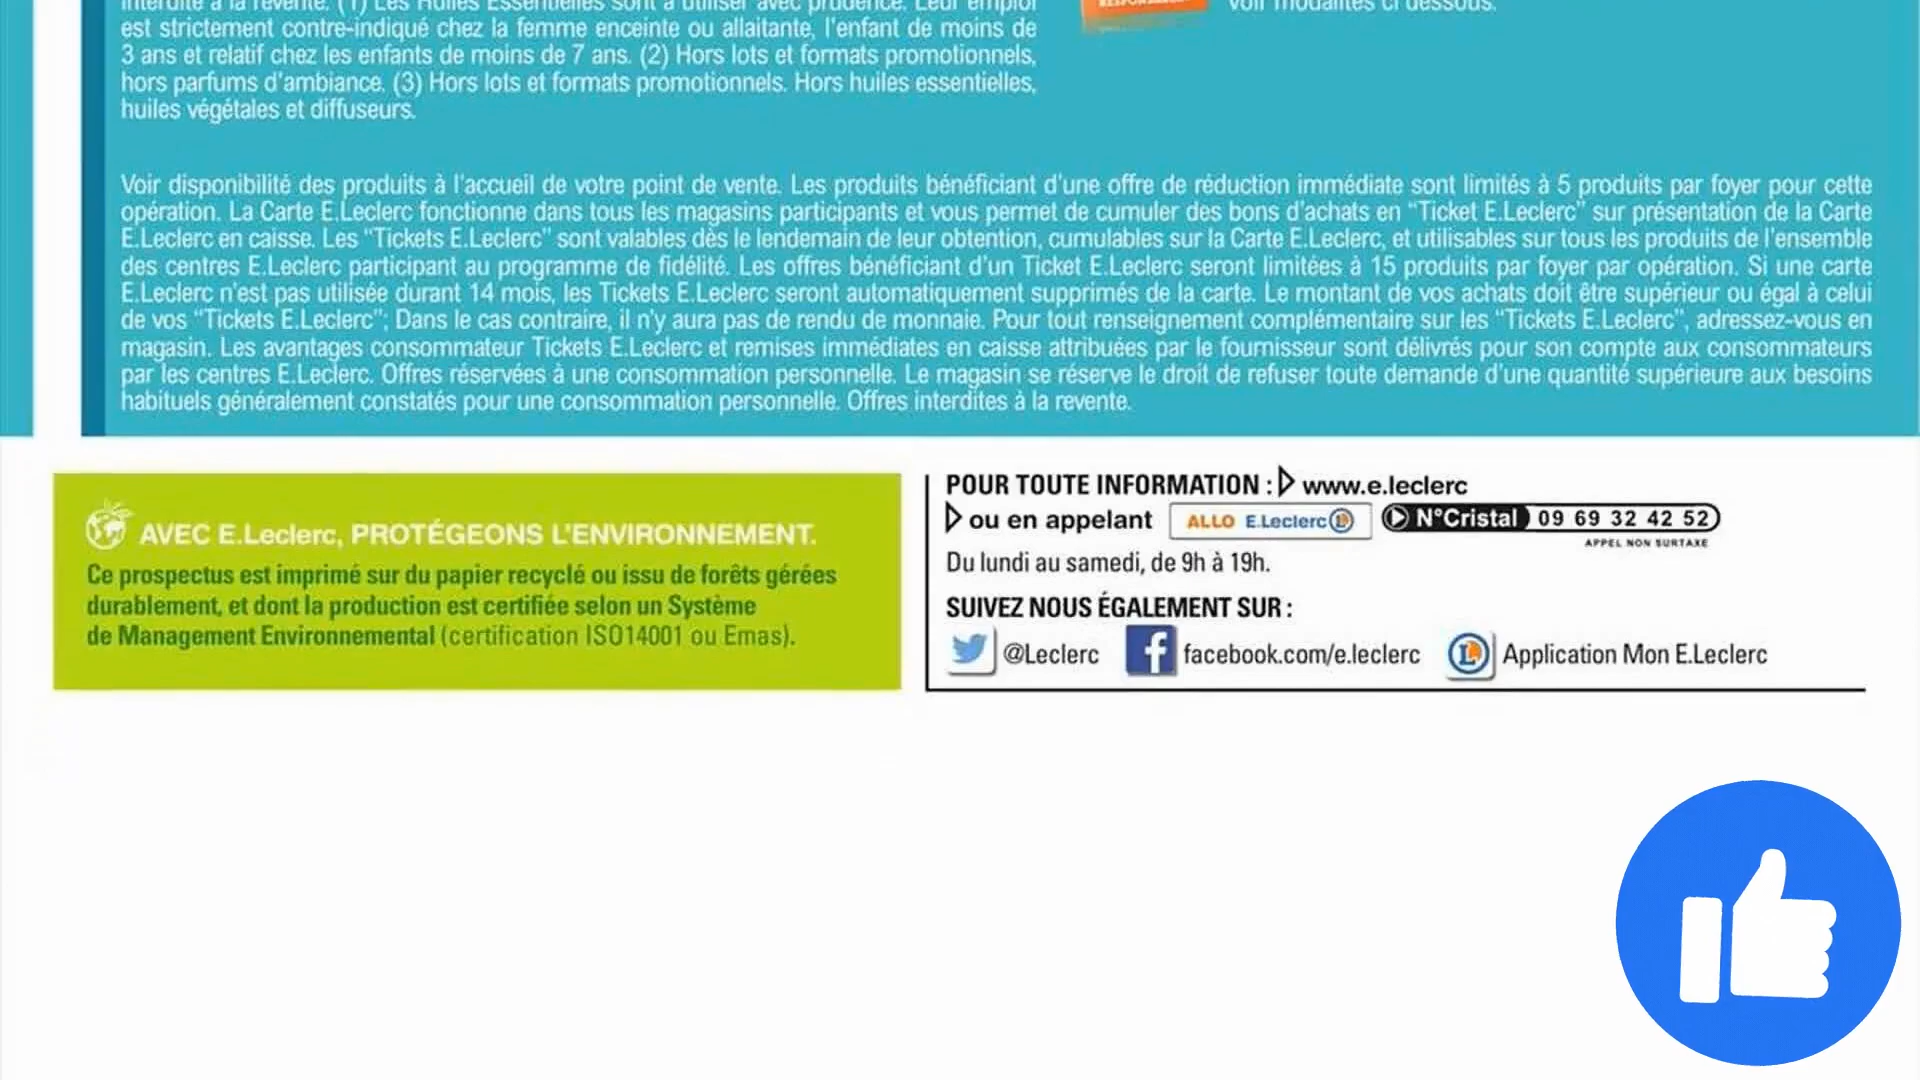 interdite à la revente. (1) Les Huiles Essentielles sont à utiliser avec prudence. Leur emploi
est strictement contre-indiqué chez la femme enceinte ou allaitante, l'enfant de moins de
3 ans et relatif chez les enfants de moins de 7 ans. (2) Hors lots et formats promotionnels,
hors parfums d'ambiance. (3) Hors lots et formats promotionnels. Hors huiles essentielles,
huiles végétales et diffuseurs.
voir modalités ci dessous.
Voir disponibilité des produits à l'accueil de votre point de vente. Les produits bénéficiant d'une offre de réduction immédiate sont limités à 5 produits par foyer pour cette
opération. La Carte E.Leclerc fonctionne dans tous les magasins participants et vous permet de cumuler des bons d'achats en "Ticket E.Leclerc" sur présentation de la Carte
E.Leclerc en caisse. Les "Tickets E.Leclerc" sont valables dès le lendemain de leur obtention, cumulables sur la Carte E.Leclerc, et utilisables sur tous les produits de l'ensemble
des centres E.Leclerc participant au programme de fidélité. Les offres bénéficiant d'un Ticket E.Leclerc seront limitées à 15 produits par foyer par opération. Si une carte
E.Leclerc n'est pas utilisée durant 14 mois, les Tickets E.Leclerc seront automatiquement supprimés de la carte. Le montant de vos achats doit être supérieur ou égal à celui
de vos "Tickets E.Leclerc"; Dans le cas contraire, il n'y aura pas de rendu de monnaie. Pour tout renseignement complémentaire sur les "Tickets E.Leclerc", adressez-vous en
magasin. Les avantages consommateur Tickets E.Leclerc et remises immédiates en caisse attribuées par le fournisseur sont délivrés pour son compte aux consommateurs
par les centres E.Leclerc. Offres réservées à une consommation personnelle. Le magasin se réserve le droit de refuser toute demande d'une quantité supérieure aux besoins
habituels généralement constatés pour une consommation personnelle. Offres interdites à la revente.
AVEC E.Leclerc, PROTÉGEONS L'ENVIRONNEMENT.
Ce prospectus est imprimé sur du papier recyclé ou issu de forêts gérées
durablement, et dont la production est certifiée selon un Système
de Management Environnemental (certification ISO14001 ou Emas).
POUR TOUTE INFORMATION : www.e.leclerc
ou en appelant ALLO E.Leclerc N°Cristal 09 69 32 42 52
APPEL NON SURTAXE
Du lundi au samedi, de 9h à 19h.
SUIVEZ NOUS ÉGALEMENT SUR :
@Leclerc facebook.com/e.leclerc Application Mon E.Leclerc